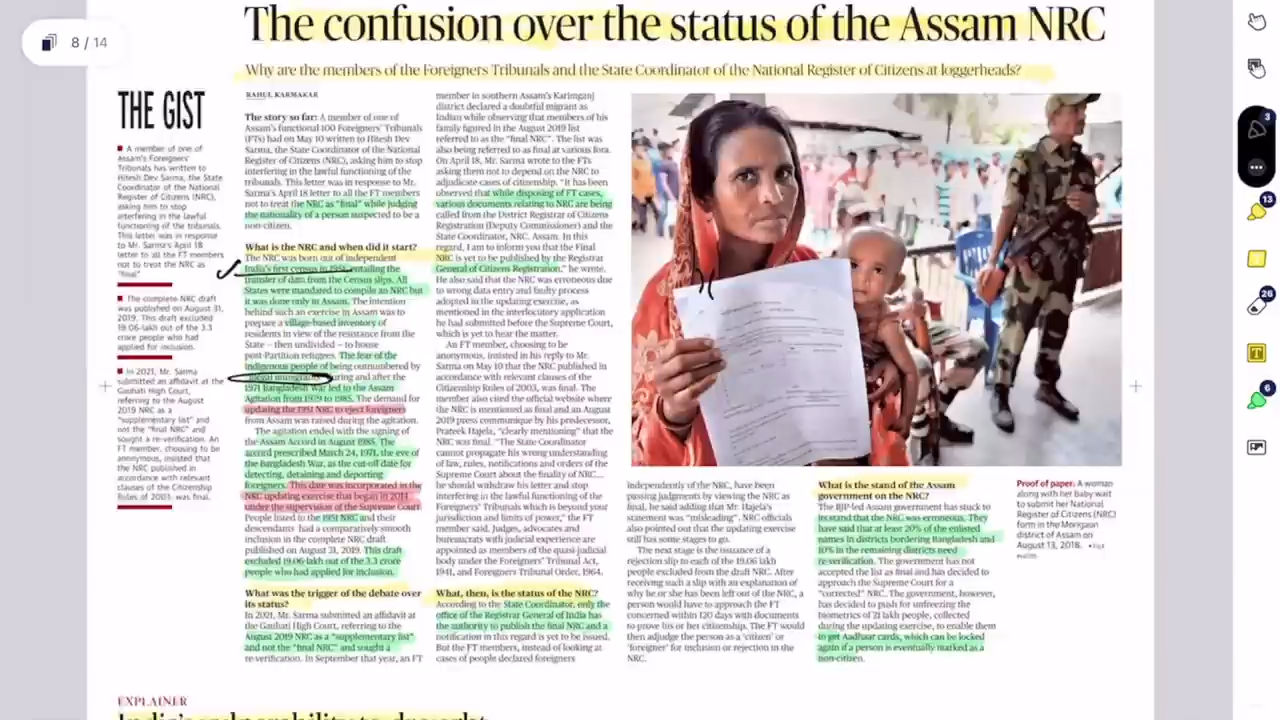 8 / 14
The confusion over the status of the Assam NRC
Why are the members of the Foreigners Tribunals and the State Coordinator of the National Register of Citizens at loggerheads?
THE GIST
A member of one of
Assam's Foreigners'
Tribunals has written to
Hitesh Dev Sarma, the State
Coordinator of the National
Register of Citizens (NRC),
asking him to stop
interfering in the lawful
functioning of the tribunals.
This letter was in response
to Mr. Sarma's April 18
letter to all the FT members
not to treat the NRC as
"final"
The complete NRC draft
was published on August 31,
2019. This draft excluded
19.06-lakh out of the 3.3
crore people who had
applied for inclusion.
In 2021, Mr. Sarma
submitted an affidavit at the
Gauhati High Court,
referring to the August
2019 NRC as a
"supplementary list" and
not the "final NRC" and
sought a re-verification. An
FT member, choosing to be
anonymous, insisted that
the NRC published in
accordance with relevant
clauses of the Citizenship
Rules of 2003, was final.
RAHUL KARMAKAR
The story so far: A member of one of
Assam's functional 100 Foreigners' Tribunals
(FTs) had on May 10 written to Hitesh Dev
Sarma, the State Coordinator of the National
Register of Citizens (NRC), asking him to stop
interfering in the lawful functioning of the
tribunals. This letter was in response to Mr.
Sarma's April 18 letter to all the FT members
not to treat the NRC as "final" while judging
the nationality of a person suspected to be a
non-citizen.
What is the NRC and when did it start?
The NRC was born out of independent
India's first census in 1951, entailing the
transfer of data from the Census slips. All
States were mandated to compile an NRC but
it was done only in Assam. The intention
behind such an exercise in Assam was to
prepare a village-based inventory of
residents in view of the resistance from the
State – then undivided – to house
post-Partition refugees. The fear of the
indigenous people of being outnumbered by
illegal immigrants during and after the
1971 Bangladesh War led to the Assam
Agitation from 1979 to 1985. The demand for
updating the 1951 NRC to eject foreigners
from Assam was raised during the agitation.
The agitation ended with the signing of
the Assam Accord in August 1985. The
accord prescribed March 24, 1971, the eve of
the Bangladesh War, as the cut-off date for
detecting, detaining and deporting
foreigners. This date was incorporated in the
NRC updating exercise that began in 2014
under the supervision of the Supreme Court.
People listed in the 1951 NRC and their
descendants had a comparatively smooth
inclusion in the complete NRC draft
published on August 31, 2019. This draft
excluded 19.06-lakh out of the 3.3 crore
people who had applied for inclusion.
What was the trigger of the debate over
its status?
In 2021, Mr. Sarma submitted an affidavit at
the Gauhati High Court, referring to the
August 2019 NRC as a "supplementary list"
and not the "final NRC" and sought a
re-verification. In September that year, an FT
member in southern Assam's Karimganj
district declared a doubtful migrant as
Indian while observing that members of his
family figured in the August 2019 list
referred to as the "final NRC". The list was
also being referred to as final at various fora.
On April 18, Mr. Sarma wrote to the FTs
asking them not to depend on the NRC to
adjudicate cases of citizenship. "It has been
observed that while disposing of FT cases,
various documents relating to NRC are being
called from the District Registrar of Citizens
Registration (Deputy Commissioner) and the
State Coordinator, NRC, Assam. In this
regard, I am to inform you that the Final
NRC is yet to be published by the Registrar
General of Citizens Registration," he wrote.
He also said that the NRC was erroneous due
to wrong data entry and faulty process
adopted in the updating exercise, as
mentioned in the interlocutory application
he had submitted before the Supreme Court,
which is yet to hear the matter.
An FT member, choosing to be
anonymous, insisted in his reply to Mr.
Sarma on May 10 that the NRC published in
accordance with relevant clauses of the
Citizenship Rules of 2003, was final. The
member also cited the official website where
the NRC is mentioned as final and an August
2019 press communique by his predecessor,
Prateek Hajela, "clearly mentioning" that the
NRC was final. "The State Coordinator
cannot propagate his wrong understanding
of law, rules, notifications and orders of the
Supreme Court about the finality of NRC…
he should withdraw his letter and stop
interfering in the lawful functioning of the
Foreigners' Tribunals which is beyond your
jurisdiction and limits of power," the FT
member said. Judges, advocates and
bureaucrats with judicial experience are
appointed as members of the quasi-judicial
body under the Foreigners' Tribunal Act,
1941, and Foreigners Tribunal Order, 1964.
What, then, is the status of the NRC?
According to the State Coordinator, only the
office of the Registrar General of India has
the authority to publish the final NRC and a
notification in this regard is yet to be issued.
But the FT members, instead of looking at
cases of people declared foreigners
independently of the NRC, have been
passing judgments by viewing the NRC as
final, he said adding that Mr. Hajela's
statement was "misleading". NRC officials
also pointed out that the updating exercise
still has some stages to go.
The next stage is the issuance of a
rejection slip to each of the 19.06 lakh
people excluded from the draft NRC. After
receiving such a slip with an explanation of
why he or she has been left out of the NRC, a
person would have to approach the FT
concerned within 120 days with documents
to prove his or her citizenship. The FT would
then adjudge the person as a 'citizen' or
'foreigner' for inclusion or rejection in the
NRC.
What is the stand of the Assam
government on the NRC?
The BJP-led Assam government has stuck to
its stand that the NRC was erroneous. They
have said that at least 20% of the enlisted
names in districts bordering Bangladesh and
10% in the remaining districts need
re-verification. The government has not
accepted the list as final and has decided to
approach the Supreme Court for a
"corrected" NRC. The government, however,
has decided to push for unfreezing the
biometrics of 21 lakh people, collected
during the updating exercise, to enable them
to get Aadhaar cards, which can be locked
again if a person is eventually marked as a
non-citizen.
Proof of paper: A woman
along with her Baby wait
to submit her National
Register of Citizens (NRC)
form in the Morigaon
district of Assam on
August 13, 2018.
EXPLAINER
India's vulnerability to drought
3
13
26
6